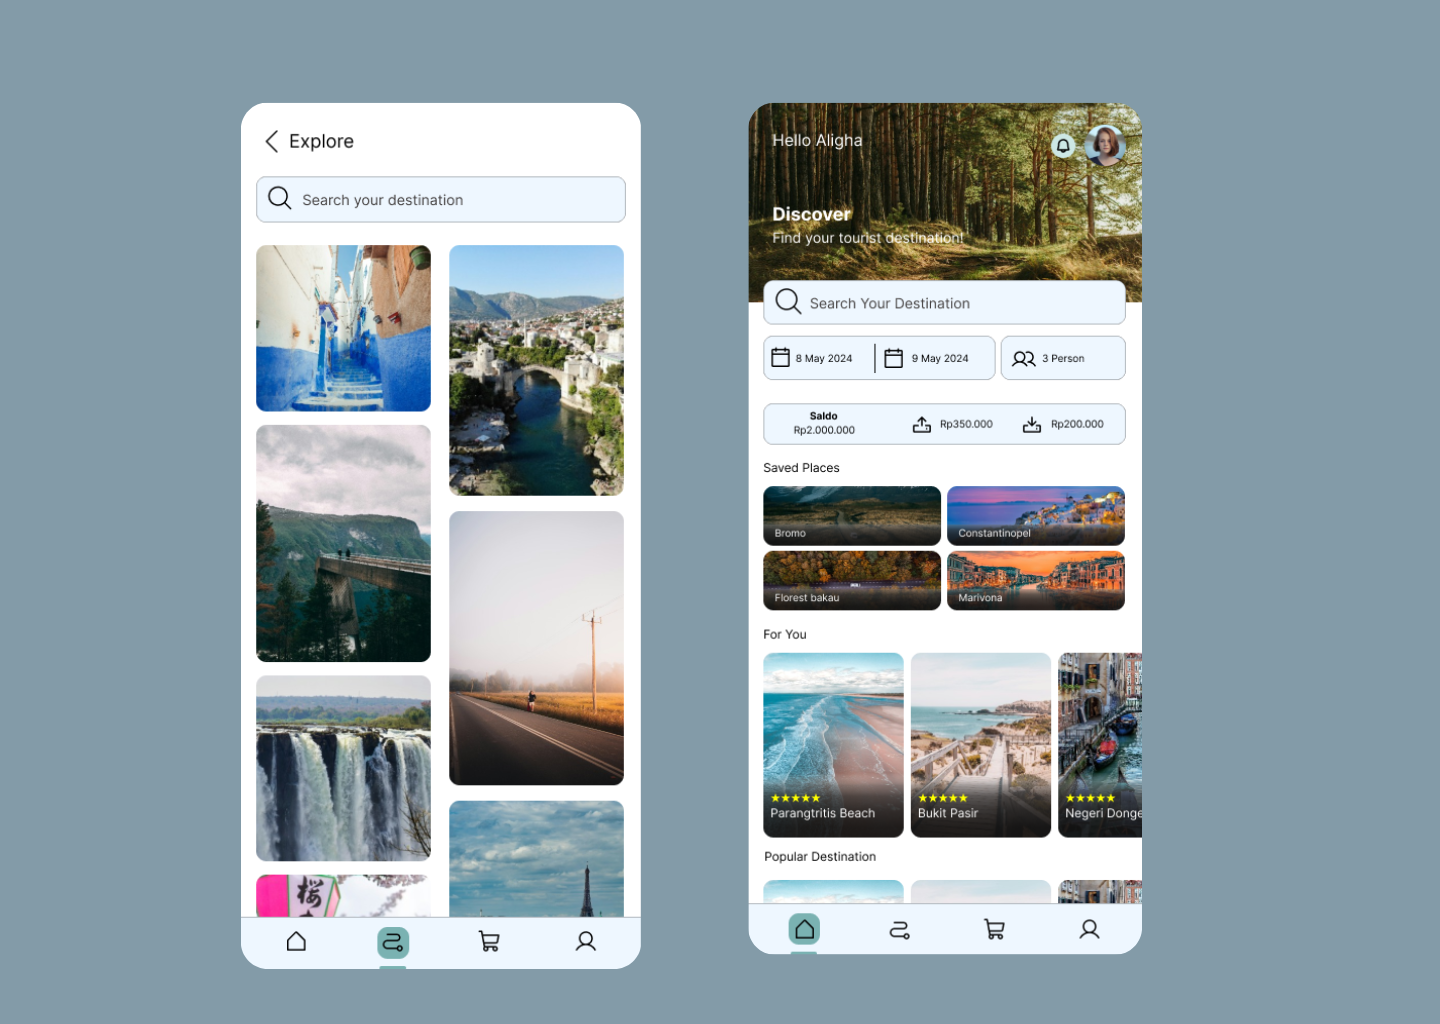 Explore
Search your destination
桜
Hello Aligha
Discover
Find your tourist destination!
Search Your Destination
8 May 2024
9 May 2024
3 Person
Saldo
Rp2.000.000
Rp350.000
Rp200.000
Saved Places
Bromo
Constantinopel
Florest bakau
Marivona
For You
★★★★★
Parangtritis Beach
★★★★★
Bukit Pasir
★★★★★
Negeri Donge
Popular Destination